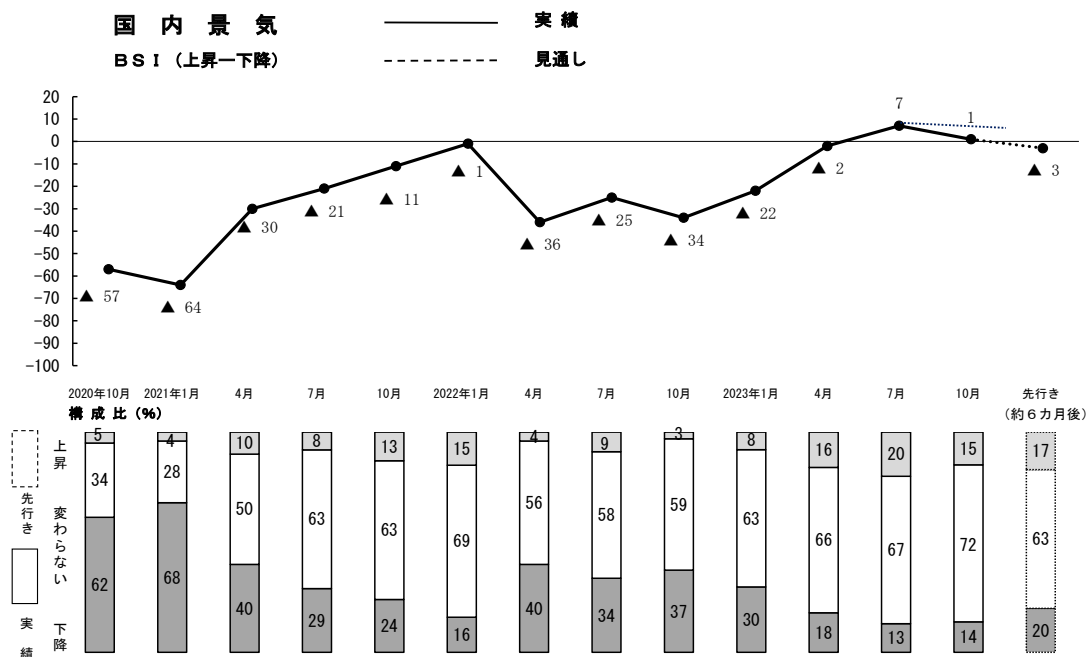 国 内 景 気
実 績
ＢＳＩ（上昇ー下降）
見通し
20
10
0
-10
-20
-30
-40
-50
-60
-70
-80
-90
-100
▲ 57
▲ 64
▲ 30
▲ 21
▲ 11
▲ 1
▲ 36
▲ 25
▲ 34
▲ 22
▲ 2
7
1
▲ 3
2020年10月 2021年1月 4月 7月 10月 2022年1月 4月 7月 10月 2023年1月 4月 7月 10月 先行き
(約６カ月後)
構 成 比 (%)
上昇 5 4 10 8 13 15 4 9 3 8 16 20 15 17
変わらない 34 28 50 63 63 69 56 58 59 63 66 67 72 63
下降 62 68 40 29 24 16 40 34 37 30 18 13 14 20
先行き
実績